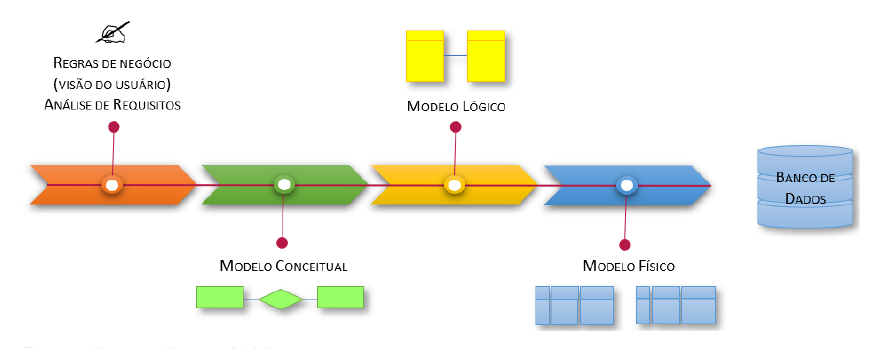 REGRAS DE NEGÓCIO
(VISÃO DO USUÁRIO)
ANÁLISE DE REQUISITOS
MODELO LÓGICO
MODELO CONCEITUAL
MODELO FÍSICO
BANCO DE
DADOS